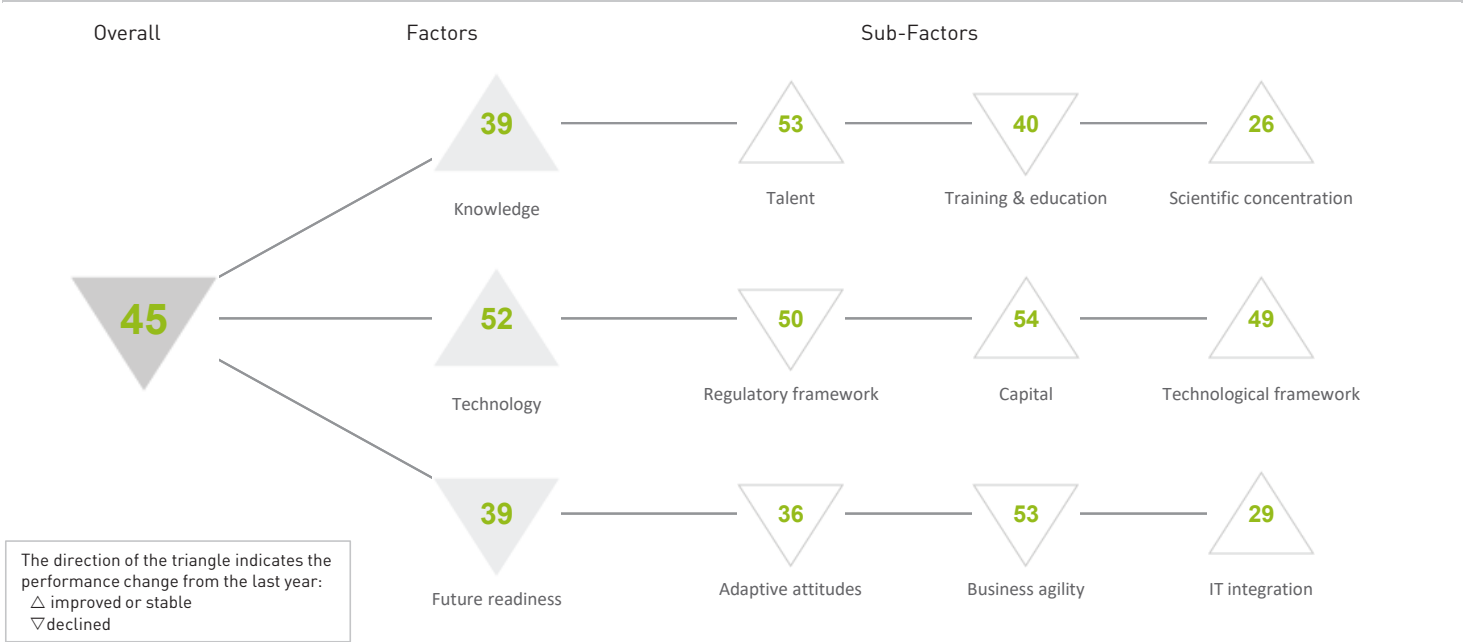 Overall
Factors
Sub-Factors
39
53
40
26
Knowledge
Talent
Training & education
Scientific concentration
45
52
50
54
49
Technology
Regulatory framework
Capital
Technological framework
39
36
53
29
Future readiness
Adaptive attitudes
Business agility
IT integration
The direction of the triangle indicates the
performance change from the last year:
△ improved or stable
▽ declined